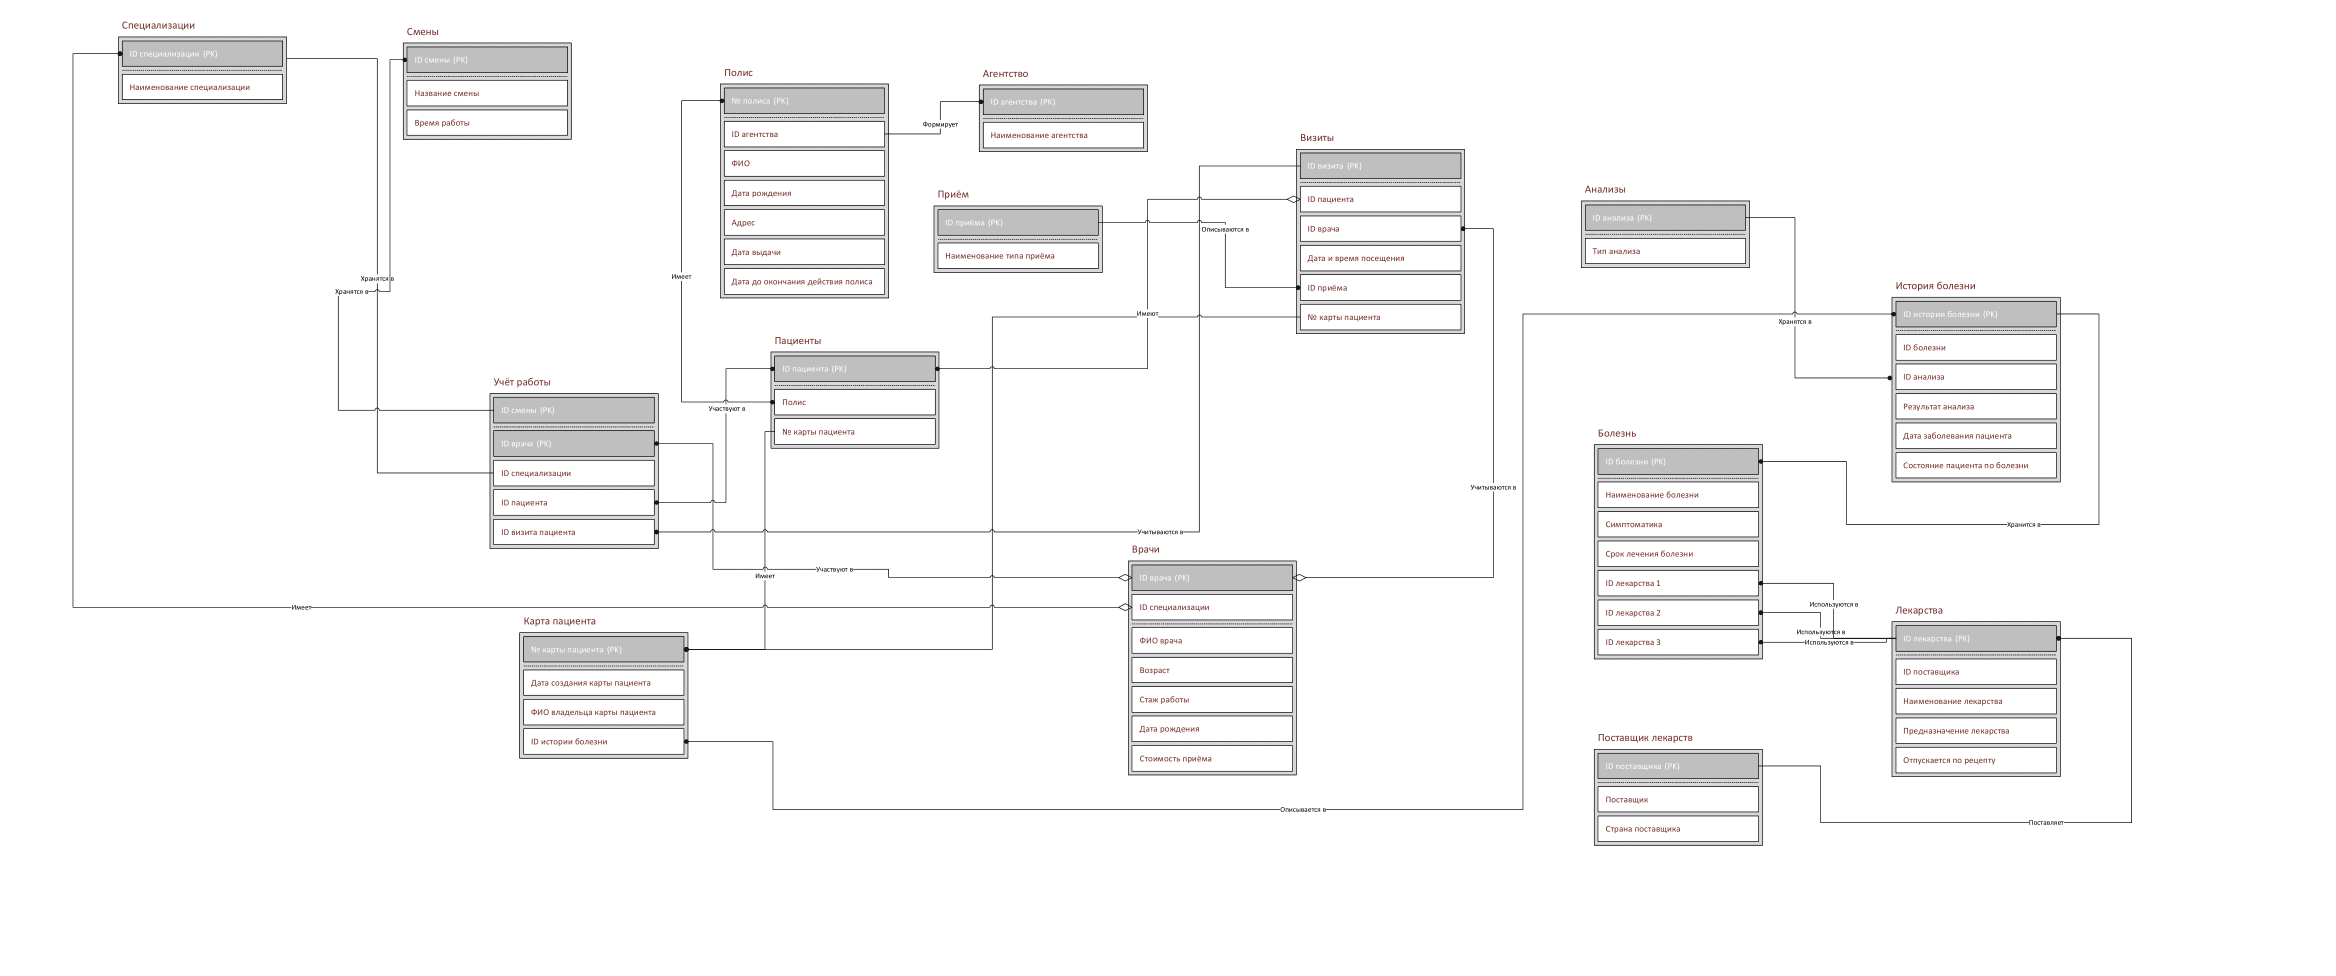 Специализации
ID специализации (PK)
Наименование специализации
Смены
ID смены (PK)
Название смены
Время работы
Полис
№ полиса (PK)
ID агентства
ФИО
Дата рождения
Адрес
Дата выдачи
Дата до окончания действия полиса
Агентство
ID агентства (PK)
Наименование агентства
Формирует
Приём
ID приёма (PK)
Наименование типа приёма
Визиты
ID визита (PK)
ID пациента
ID врача
Дата и время посещения
ID приёма
№ карты пациента
Описываются в
Анализы
ID анализа (PK)
Тип анализа
История болезни
ID истории болезни (PK)
ID болезни
ID анализа
Результат анализа
Дата заболевания пациента
Состояние пациента по болезни
Хранятся в
Хранятся в
Хранятся в
Имеет
Имеют
Пациенты
ID пациента (PK)
Полис
№ карты пациента
Учёт работы
ID смены (PK)
ID врача (PK)
ID специализации
ID пациента
ID визита пациента
Участвуют в
Учитываются в
Учитываются в
Участвуют в
Имеет
Имеет
Болезнь
ID болезни (PK)
Наименование болезни
Симптоматика
Срок лечения болезни
ID лекарства 1
ID лекарства 2
ID лекарства 3
Хранится в
Используются в
Используются в
Используются в
Врачи
ID врача (PK)
ID специализации
ФИО врача
Возраст
Стаж работы
Дата рождения
Стоимость приёма
Карта пациента
№ карты пациента (PK)
Дата создания карты пациента
ФИО владельца карты пациента
ID истории болезни
Описывается в
Лекарства
ID лекарства (PK)
ID поставщика
Наименование лекарства
Предназначение лекарства
Отпускается по рецепту
Поставщик лекарств
ID поставщика (PK)
Поставщик
Страна поставщика
Поставляет